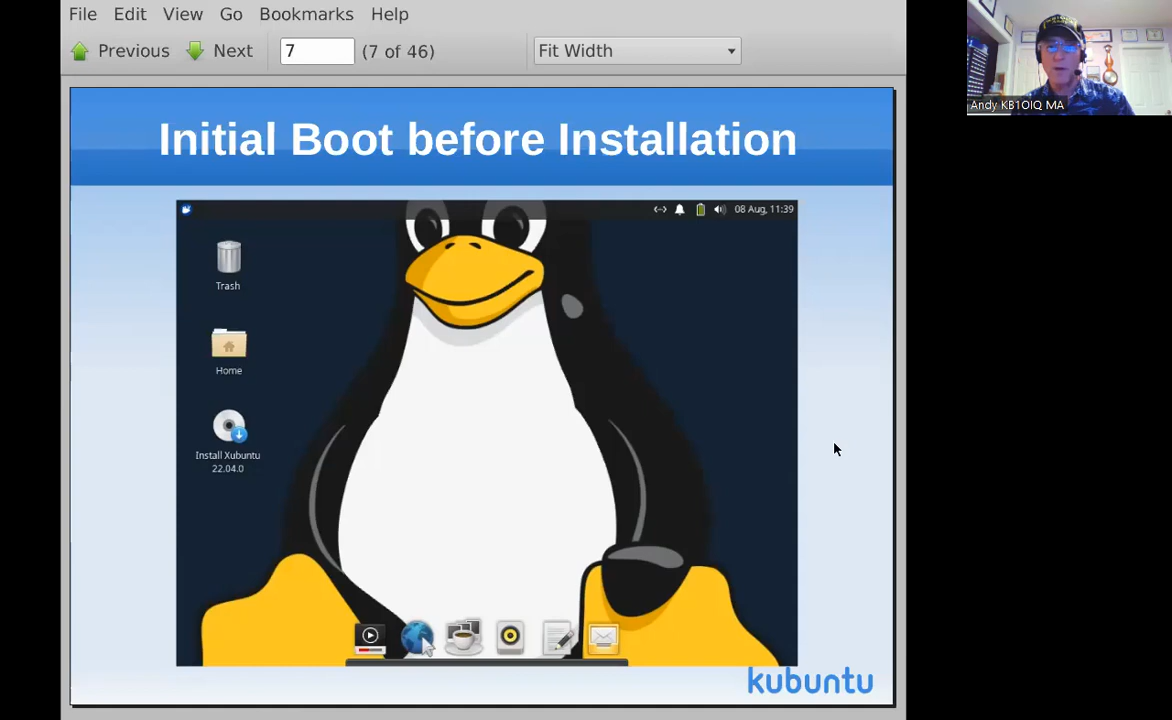 File Edit View Go Bookmarks Help
Previous Next 7 (7 of 46) Fit Width
Andy KB1OIQ MA
Initial Boot before Installation
08 Aug, 11:39
Trash
Home
Install Xubuntu
22.04.0
kubuntu